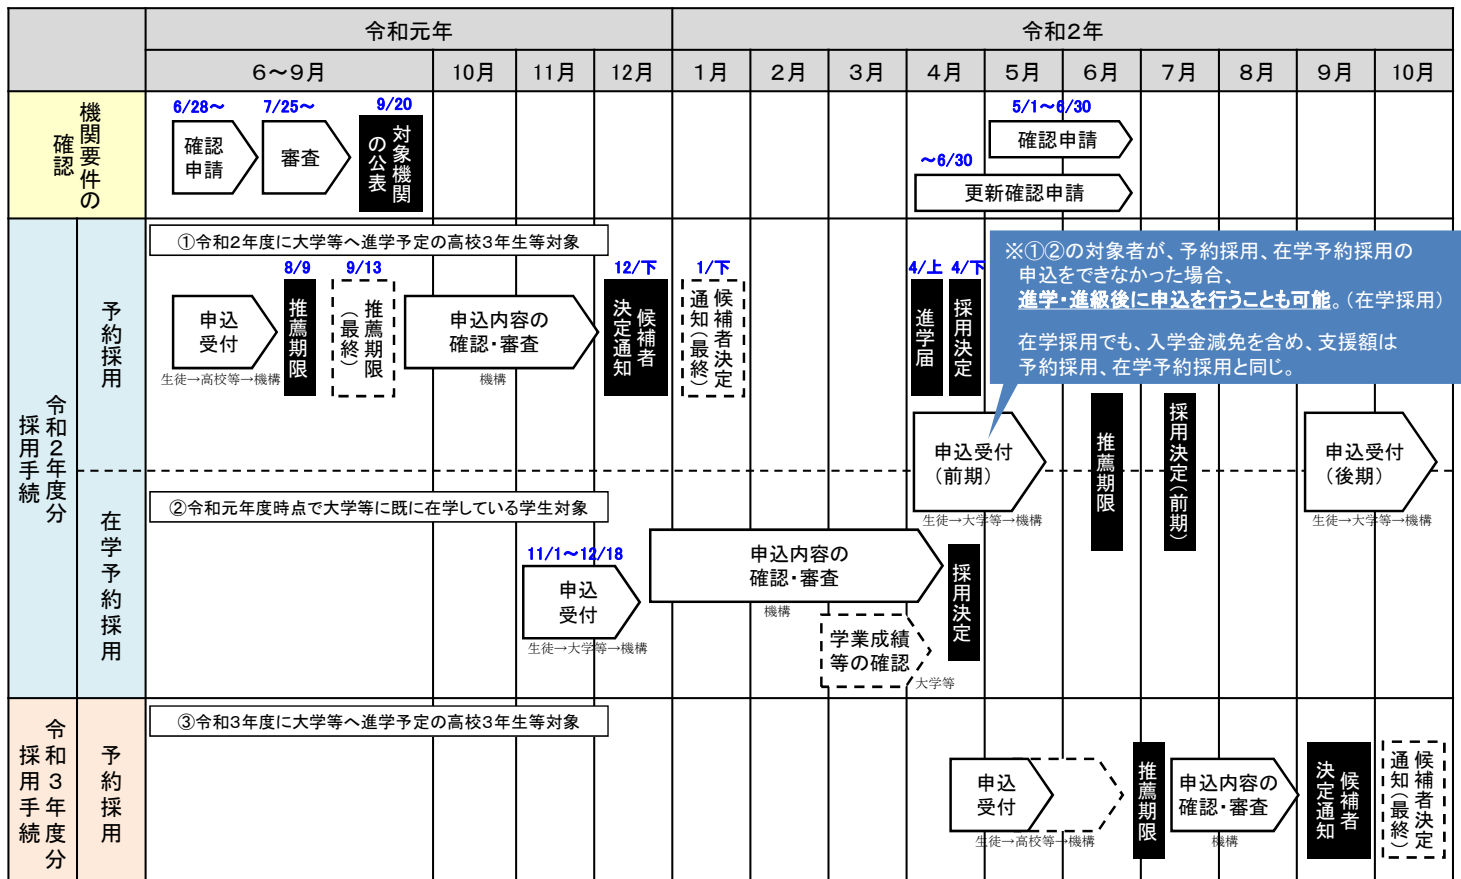 令和元年
令和2年
6～9月
10月
11月
12月
1月
2月
3月
4月
5月
6月
7月
8月
9月
10月
機関要件の
確認
6/28～
確認
申請
7/25～
審査
9/20
対象機関
の公表
5/1～6/30
確認申請
～6/30
更新確認申請
令和2年度分
採用手続
予約採用
①令和2年度に大学等へ進学予定の高校3年生等対象
申込
受付
生徒→高校等→機構
8/9
推薦期限
9/13
推薦期限
（最終）
申込内容の
確認・審査
機構
12/下
候補者
決定通知
1/下
候補者決定
通知（最終）
4/上
進学届
4/下
採用決定
※①②の対象者が、予約採用、在学予約採用の
申込をできなかった場合、
進学・進級後に申込を行うことも可能。（在学採用）
在学採用でも、入学金減免を含め、支援額は
予約採用、在学予約採用と同じ。
申込受付
（前期）
生徒→大学等→機構
推薦期限
採用決定（前期）
申込受付
（後期）
生徒→大学等→機構
在学予約採用
②令和元年度時点で大学等に既に在学している学生対象
11/1～12/18
申込
受付
生徒→大学等→機構
申込内容の
確認・審査
機構
学業成績
等の確認
大学等
採用決定
令和3年度分
採用手続
予約採用
③令和3年度に大学等へ進学予定の高校3年生等対象
申込
受付
生徒→高校等→機構
推薦期限
申込内容の
確認・審査
機構
候補者
決定通知
候補者決定
通知（最終）